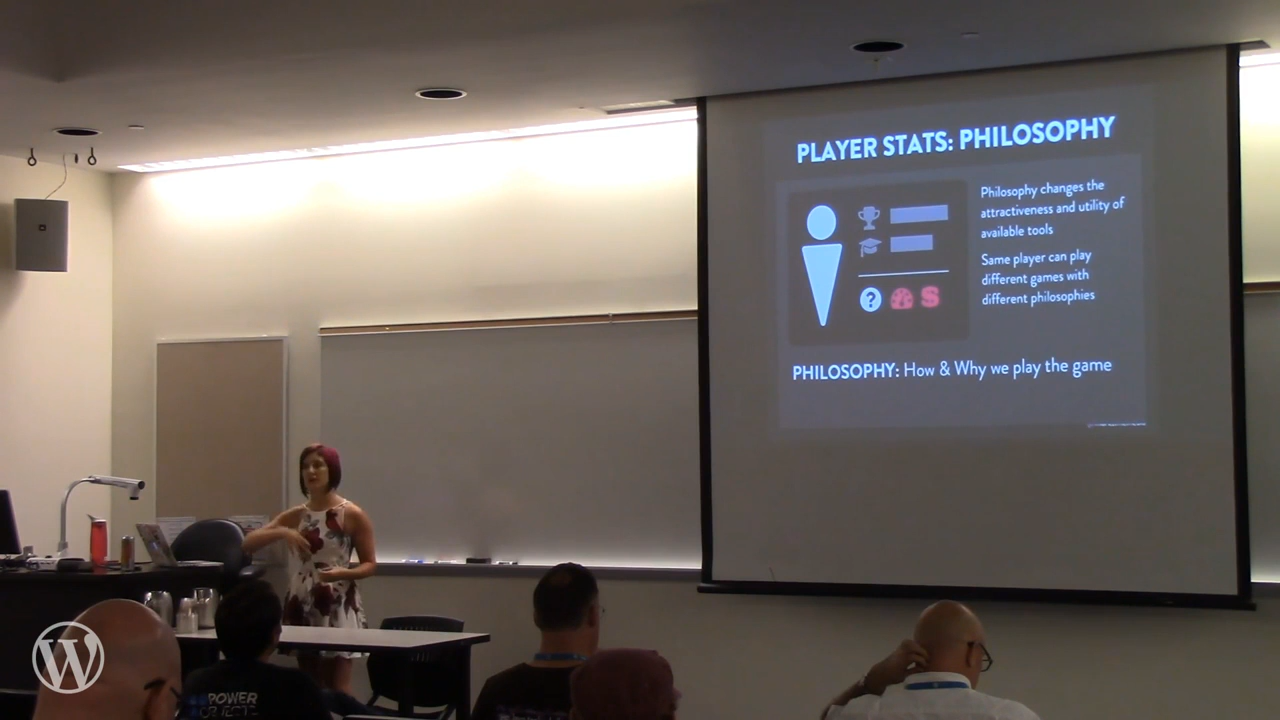 PLAYER STATS: PHILOSOPHY
Philosophy changes the
attractiveness and utility of
available tools
Same player can play
different games with
different philosophies
?
S
PHILOSOPHY: How & Why we play the game
POWER
W